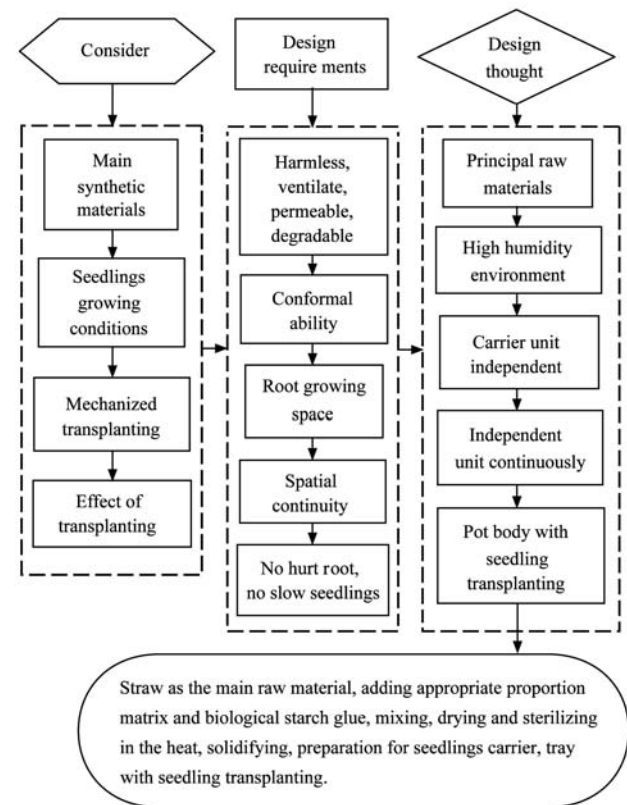 Consider
Main
synthetic
materials
Seedlings
growing
conditions
Mechanized
transplanting
Effect of
transplanting
Design
require ments
Harmless,
ventilate,
permeable,
degradable
Conformal
ability
Root growing
space
Spatial
continuity
No hurt root,
no slow seedlings
Design
thought
Principal raw
materials
High humidity
environment
Carrier unit
independent
Independent
unit continuously
Pot body with
seedling
transplanting
Straw as the main raw material, adding appropriate proportion
matrix and biological starch glue, mixing, drying and sterilizing
in the heat, solidifying, preparation for seedlings carrier, tray
with seedling transplanting.